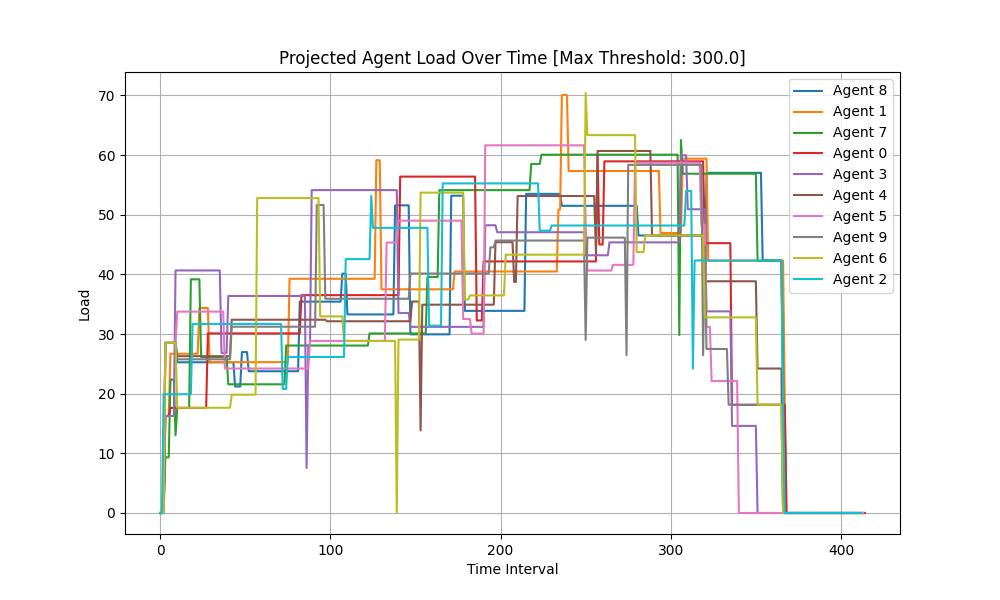 Projected Agent Load Over Time [Max Threshold: 300.0]
Load
70
60
50
40
30
20
10
0
0 100 200 300 400
Time Interval
Agent 8
Agent 1
Agent 7
Agent 0
Agent 3
Agent 4
Agent 5
Agent 9
Agent 6
Agent 2